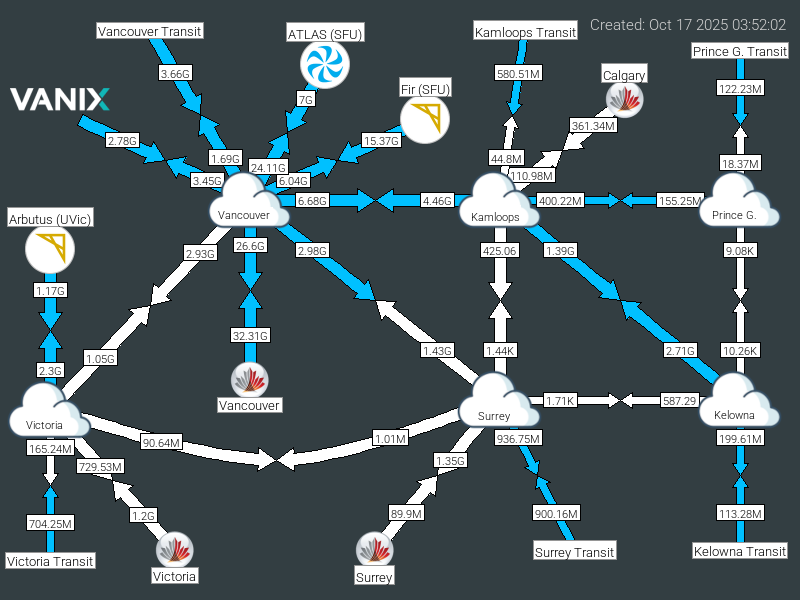 Created: Oct 17 2025 03:52:02
Vancouver Transit
ATLAS (SFU)
Kamloops Transit
Prince G. Transit
3.66G
580.51M
Calgary
Fir (SFU)
122.23M
VANIX
7G
361.34M
2.78G
15.37G
1.69G
44.8M
18.37M
24.11G
110.98M
3.45G
6.04G
6.68G
4.46G
400.22M
155.25M
Vancouver
Kamloops
Prince G.
Arbutus (UVic)
2.93G
26.6G
2.98G
425.06
1.39G
9.08K
1.17G
32.31G
1.05G
1.43G
1.44K
2.71G
10.26K
2.3G
Vancouver
1.71K
587.29
Victoria
Surrey
Kelowna
165.24M
90.64M
1.01M
936.75M
199.61M
729.53M
1.35G
704.25M
1.2G
89.9M
900.16M
113.28M
Victoria Transit
Victoria
Surrey
Surrey Transit
Kelowna Transit